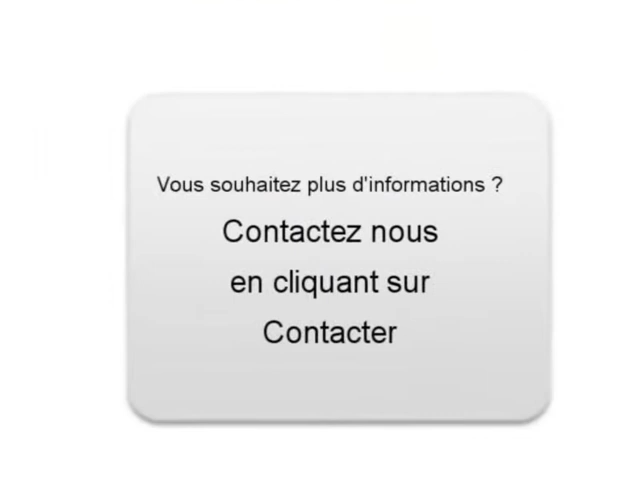 Vous souhaitez plus d'informations ?
Contactez nous
en cliquant sur
Contacter